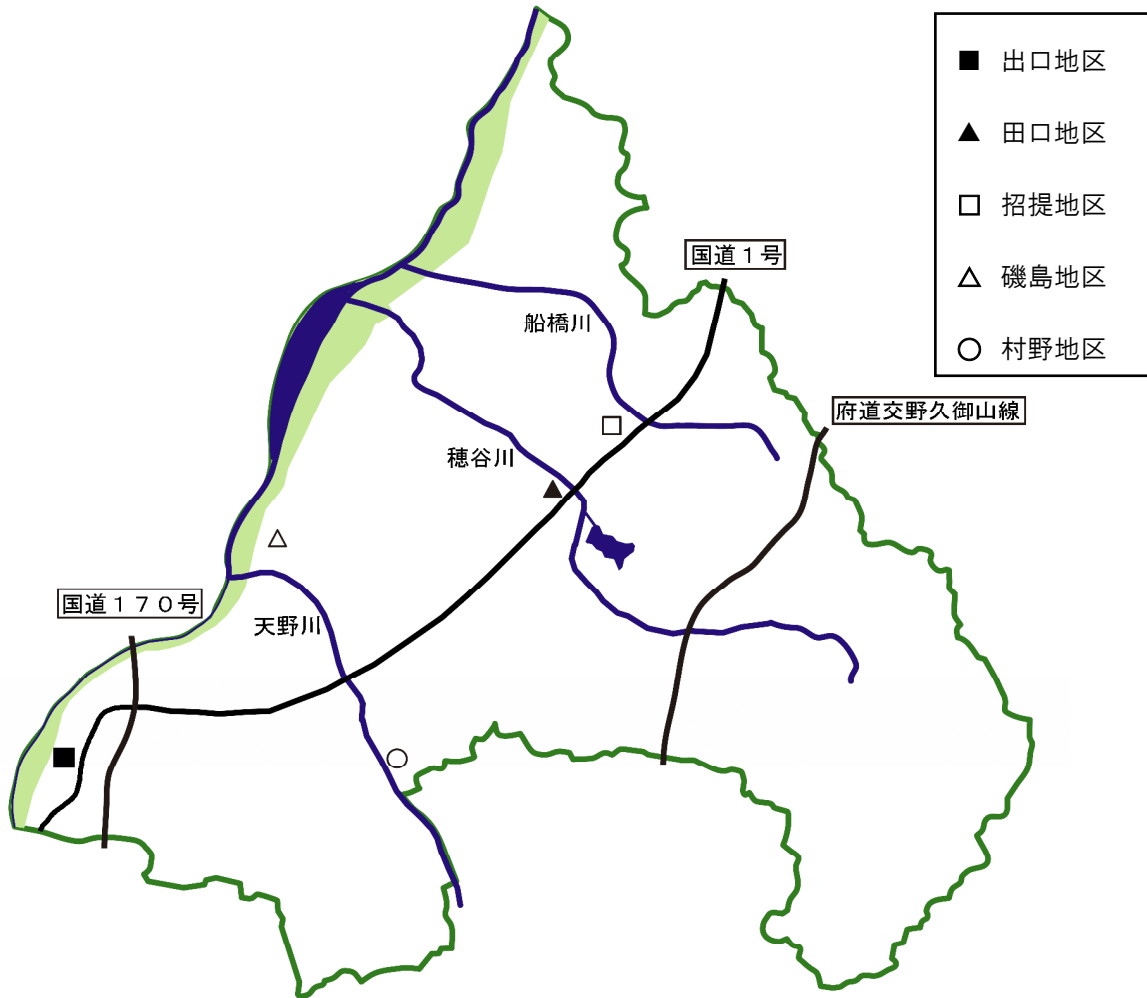 出口地区
田口地区
招提地区
磯島地区
村野地区
国道１号
船橋川
府道交野久御山線
穂谷川
国道１７０号
天野川